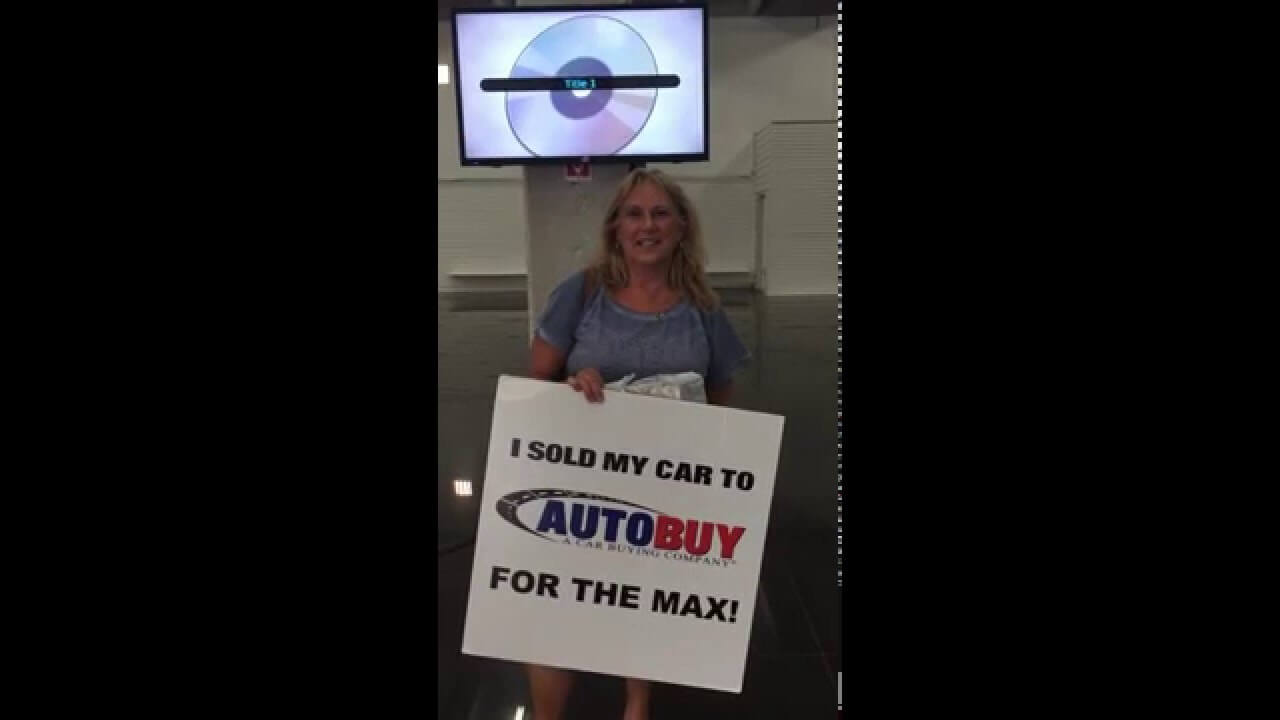 Title 1
I SOLD MY CAR TO
AUTOBUY
A CAR BUYING COMPANY
FOR THE MAX!